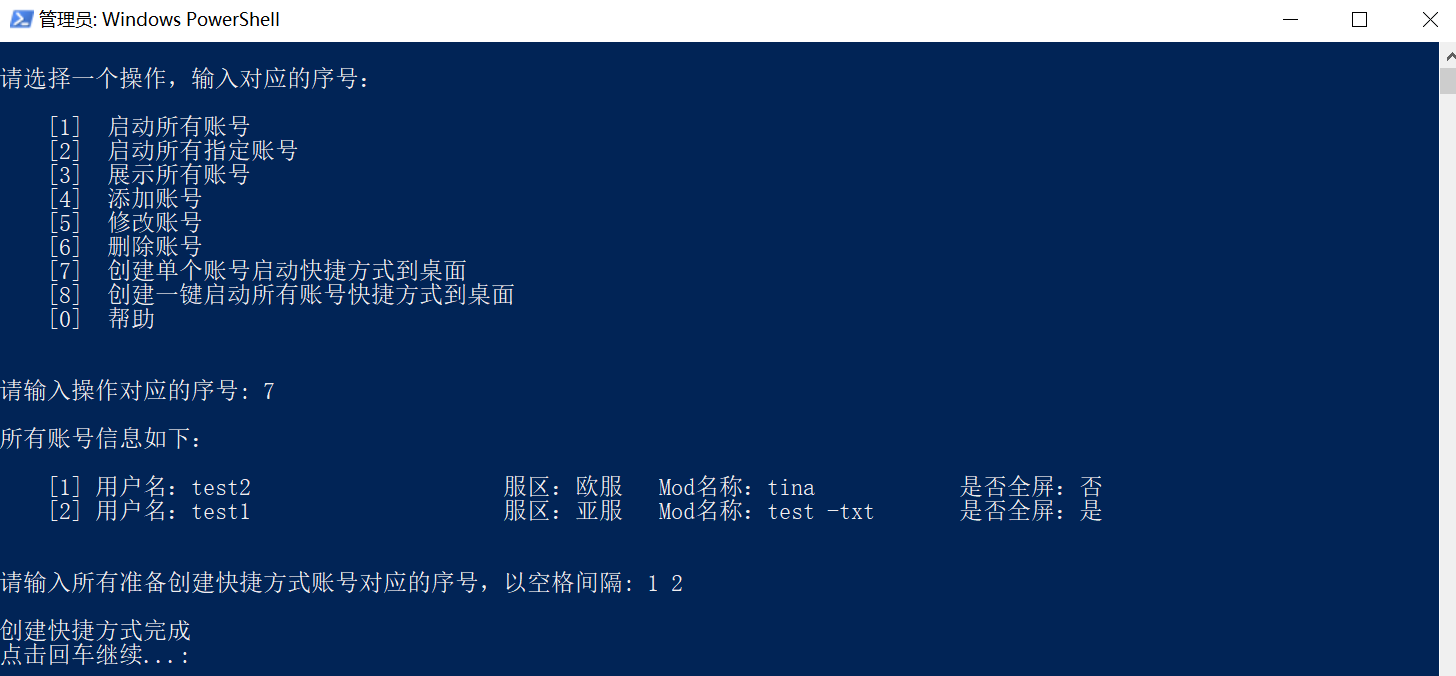 管理员: Windows PowerShell
请选择一个操作，输入对应的序号：
[1] 启动所有账号
[2] 启动所有指定账号
[3] 展示所有账号
[4] 添加账号
[5] 修改账号
[6] 删除账号
[7] 创建单个账号启动快捷方式到桌面
[8] 创建一键启动所有账号快捷方式到桌面
[0] 帮助
请输入操作对应的序号: 7
所有账号信息如下：
[1] 用户名：test2 服区：欧服 Mod名称：tina 是否全屏：否
[2] 用户名：test1 服区：亚服 Mod名称：test -txt 是否全屏：是
请输入所有准备创建快捷方式账号对应的序号，以空格间隔: 1 2
创建快捷方式完成
点击回车继续...: